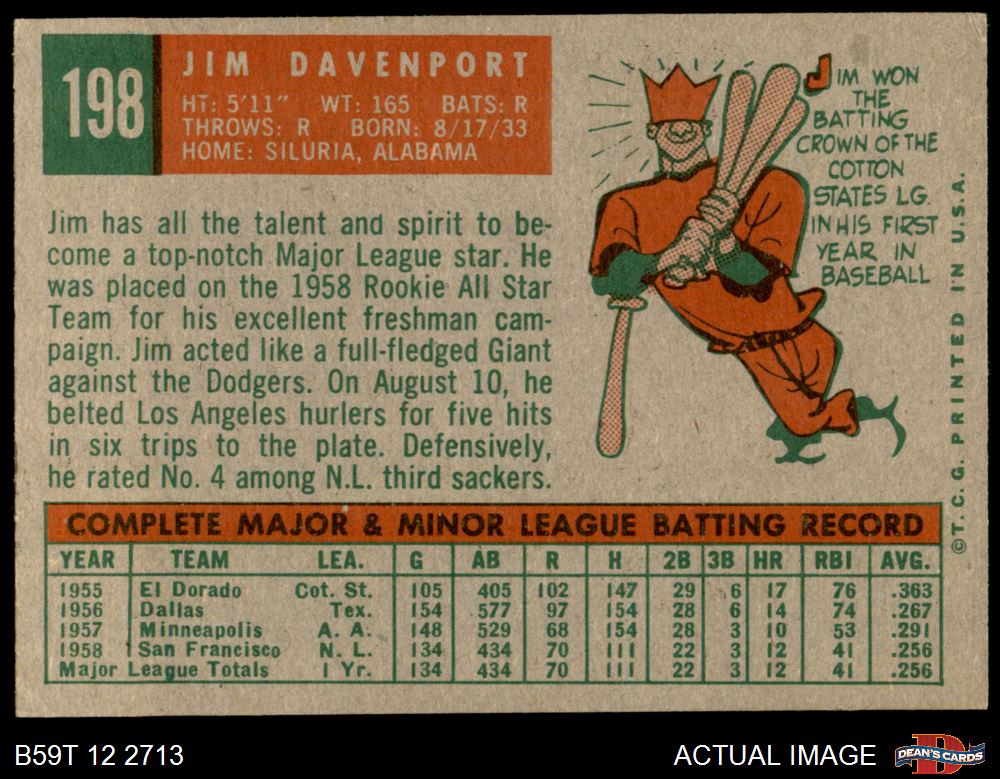 198
JIM DAVENPORT
HT: 5'11" WT: 165 BATS: R
THROWS: R BORN: 8/17/33
HOME: SILURIA, ALABAMA
JIM WON
THE
BATTING
CROWN OF THE
COTTON
STATES LG.
IN HIS FIRST
YEAR IN
BASEBALL
Jim has all the talent and spirit to be-
come a top-notch Major League star. He
was placed on the 1958 Rookie All Star
Team for his excellent freshman cam-
paign. Jim acted like a full-fledged Giant
against the Dodgers. On August 10, he
belted Los Angeles hurlers for five hits
in six trips to the plate. Defensively,
he rated No. 4 among N.L. third sackers.
©T.C.G. PRINTED IN U.S.A.
COMPLETE MAJOR & MINOR LEAGUE BATTING RECORD
YEAR TEAM LEA. G AB R H 2B 3B HR RBI AVG.
1955 El Dorado Cot. St. 105 405 102 147 29 6 17 76 .363
1956 Dallas Tex. 154 577 97 154 28 6 14 74 .267
1957 Minneapolis A. A. 148 529 68 154 28 3 10 53 .291
1958 San Francisco N. L. 134 434 70 111 22 3 12 41 .256
Major League Totals 1 Yr. 134 434 70 111 22 3 12 41 .256
B59T 12 2713
ACTUAL IMAGE
DEAN'S CARDS